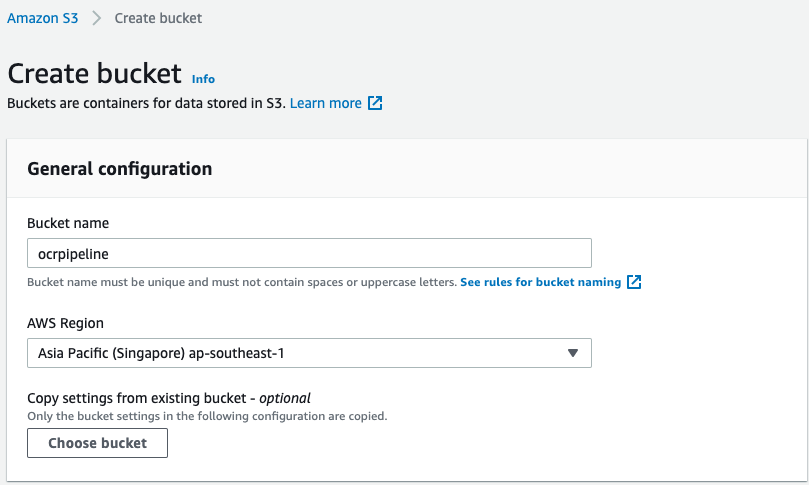 Amazon S3 > Create bucket
Create bucket Info
Buckets are containers for data stored in S3. Learn more
General configuration
Bucket name
ocrpipeline
Bucket name must be unique and must not contain spaces or uppercase letters. See rules for bucket naming
AWS Region
Asia Pacific (Singapore) ap-southeast-1
Copy settings from existing bucket - optional
Only the bucket settings in the following configuration are copied.
Choose bucket